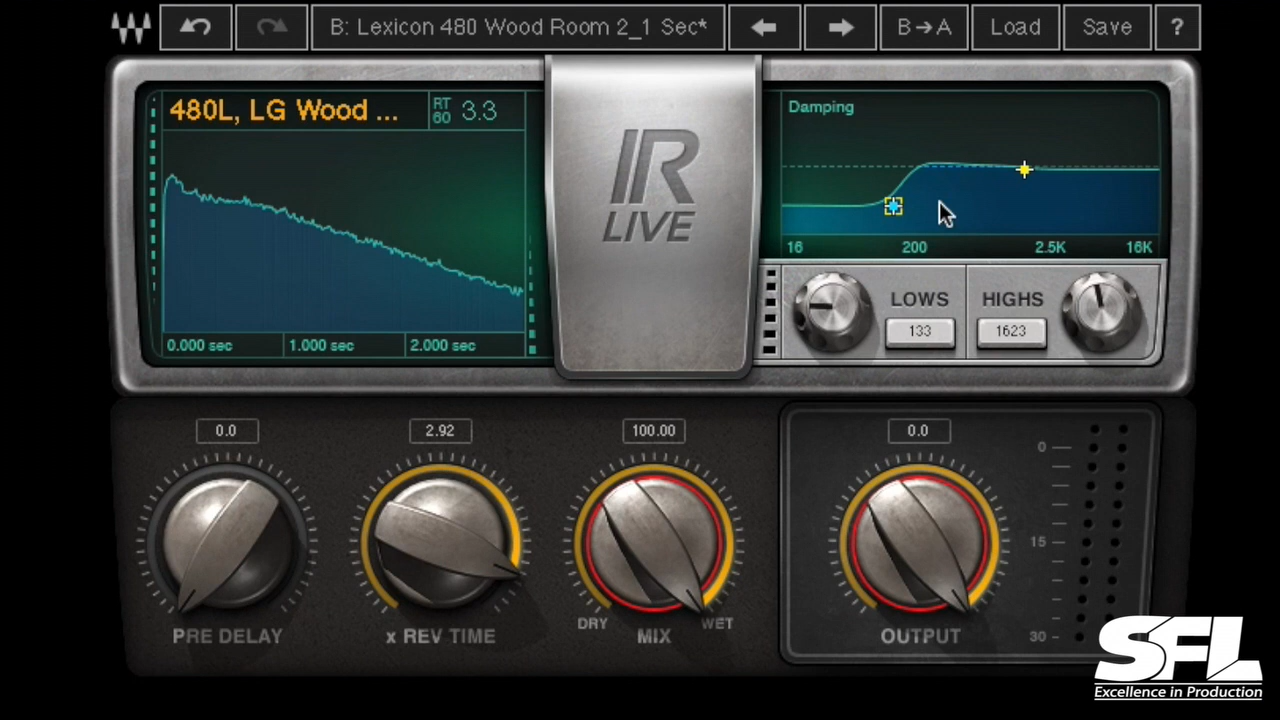 B: Lexicon 480 Wood Room 2_1 Sec*
B→A
Load
Save
?
480L, LG Wood ...
RT 60 3.3
0.000 sec
1.000 sec
2.000 sec
IR
LIVE
Damping
16
200
2.5K
16K
LOWS
133
HIGHS
1623
0.0
PRE DELAY
2.92
x REV TIME
100.00
DRY
MIX
WET
0.0
OUTPUT
0
15
30
SFL
Excellence in Production